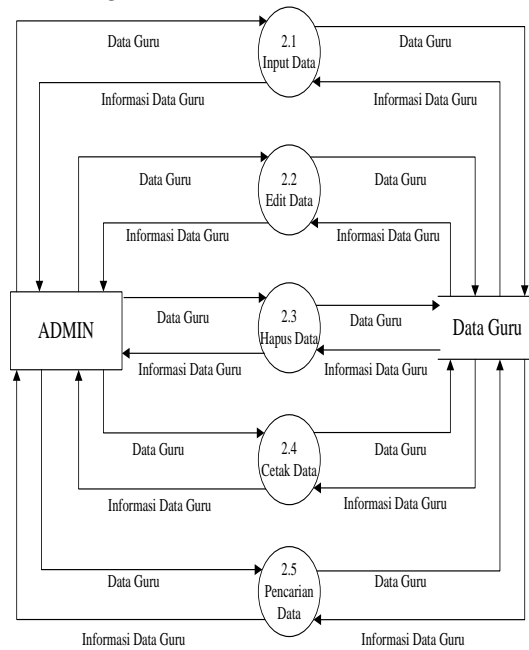 2.1
Input Data
Data Guru
Data Guru
Informasi Data Guru
Informasi Data Guru
2.2
Edit Data
Data Guru
Data Guru
Informasi Data Guru
Informasi Data Guru
ADMIN
2.3
Hapus Data
Data Guru
Data Guru
Data Guru
Informasi Data Guru
Informasi Data Guru
2.4
Cetak Data
Data Guru
Data Guru
Informasi Data Guru
Informasi Data Guru
2.5
Pencarian
Data
Data Guru
Data Guru
Informasi Data Guru
Informasi Data Guru